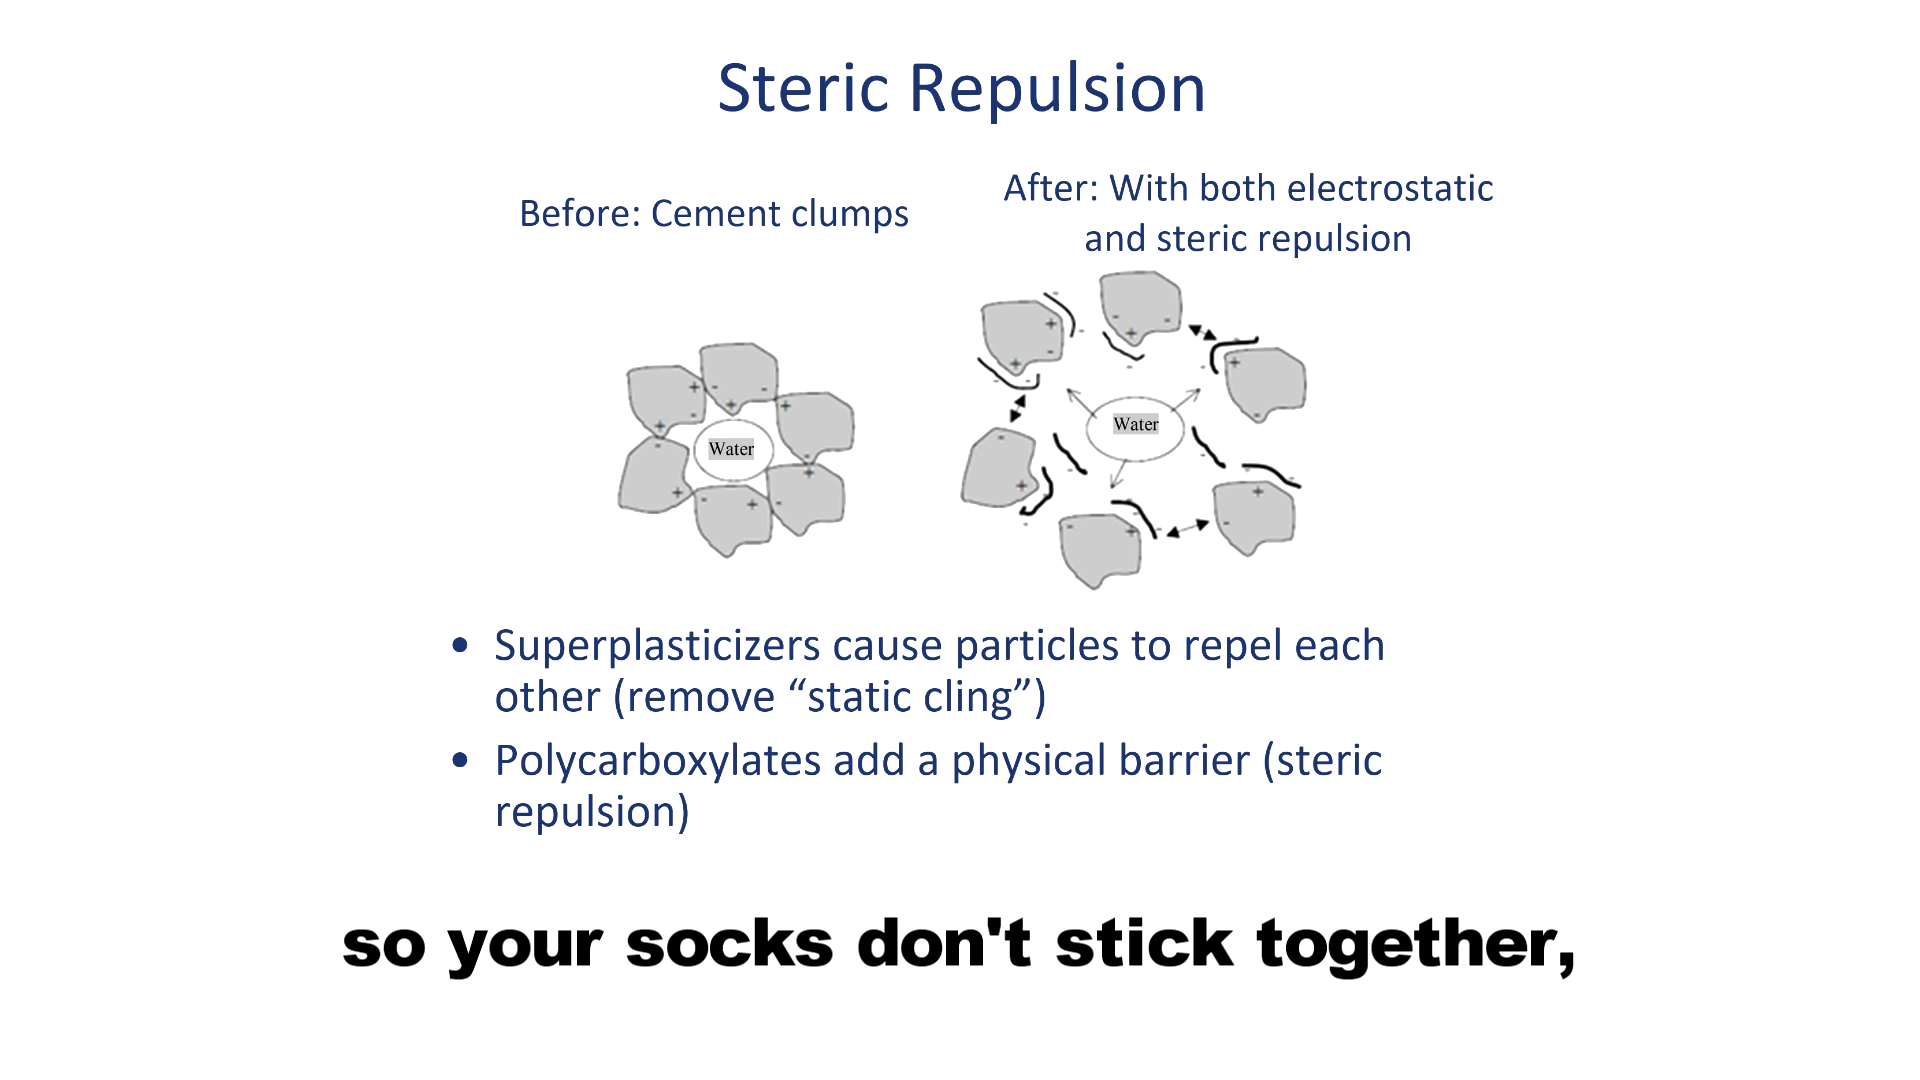 Steric Repulsion
Before: Cement clumps
After: With both electrostatic
and steric repulsion
Water
Water
• Superplasticizers cause particles to repel each
other (remove “static cling”)
• Polycarboxylates add a physical barrier (steric
repulsion)
so your socks don't stick together,